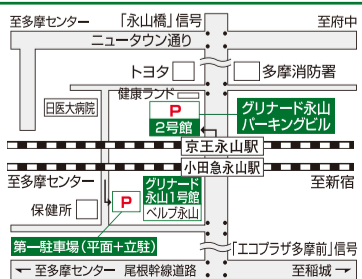 至多摩センター 「永山橋」信号 至府中
ニュータウン通り
トヨタ 多摩消防署
健康ランド
日医大病院 P グリナード永山
2号館 パーキングビル
京王永山駅
小田急永山駅
至多摩センター 至新宿
グリナード
永山1号館
保健所 P ベルブ永山
第一駐車場(平面+立駐) 「エコプラザ多摩前」信号
至多摩センター 尾根幹線道路 至稲城